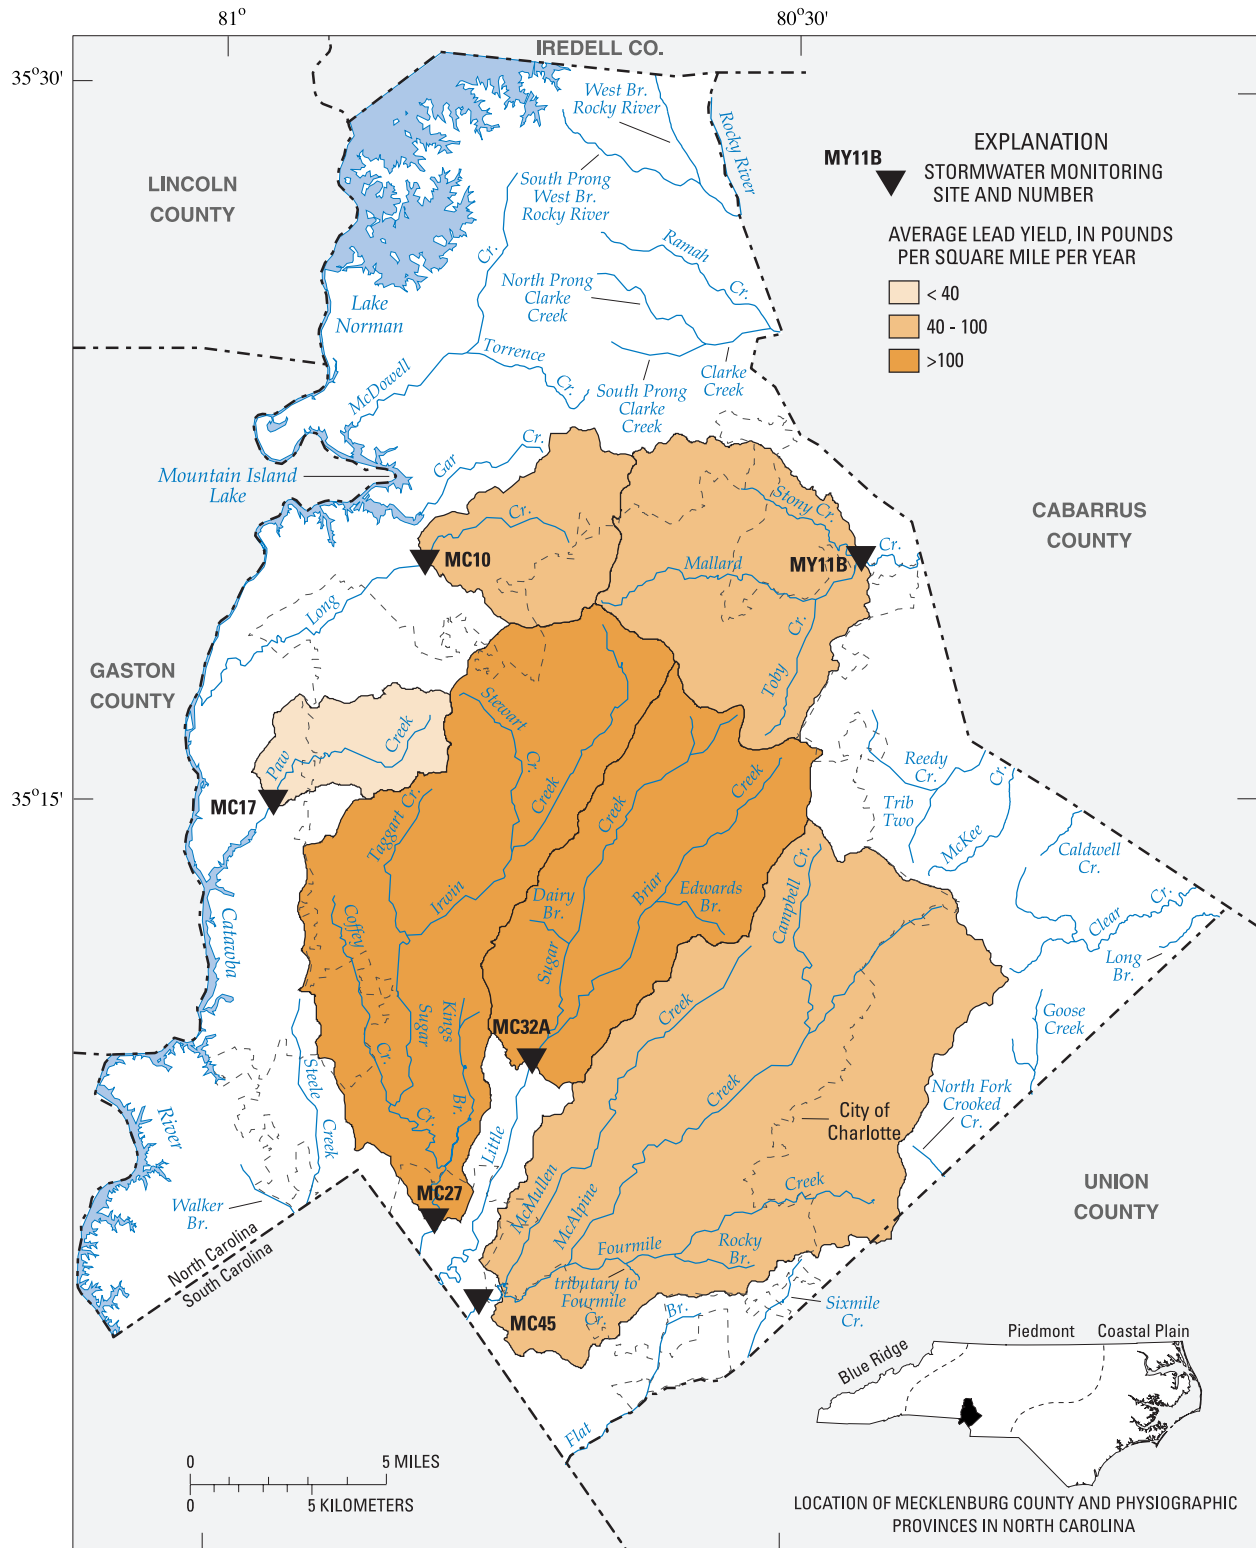 81°
80°30'
35°30'
IREDELL CO.
West Br.
Rocky River
Rocky River
EXPLANATION
MY11B
STORMWATER MONITORING
SITE AND NUMBER
LINCOLN
COUNTY
South Prong
West Br.
Rocky River
AVERAGE LEAD YIELD, IN POUNDS
PER SQUARE MILE PER YEAR
< 40
40 - 100
>100
Ramah
Cr.
Cr.
North Prong
Clarke
Creek
Lake
Norman
Torrence
Cr.
McDowell
Clarke
Creek
South Prong
Clarke
Creek
Gar
Cr.
Mountain Island
Lake
Stony Cr.
CABARRUS
COUNTY
Cr.
MC10
Mallard
MY11B
Cr.
Long
Cr.
Toby
GASTON
COUNTY
Stewart
Cr.
Creek
Paw
Creek
Creek
Creek
Reedy
Cr.
Cr.
35°15'
MC17
Trib
Two
McKee
Taggart Cr.
Caldwell
Cr.
Irwin
Dairy
Br.
Briar
Edwards
Br.
Campbell Cr.
Clear
Cr.
Coffey
Catawba
Sugar
Long
Br.
Creek
Goose
Creek
Kings
Sugar
MC32A
Cr.
Steele
Creek
Creek
North Fork
Crooked
Cr.
City of
Charlotte
River
Cr.
Br.
Little
Creek
UNION
COUNTY
MC27
Walker
Br.
McMullen
McAlpine
North Carolina
South Carolina
Fourmile
Rocky
Br.
tributary to
Fourmile
Cr.
MC45
Br.
Sixmile
Cr.
Flat
Blue Ridge
Piedmont
Coastal Plain
0
5 MILES
0
5 KILOMETERS
LOCATION OF MECKLENBURG COUNTY AND PHYSIOGRAPHIC
PROVINCES IN NORTH CAROLINA